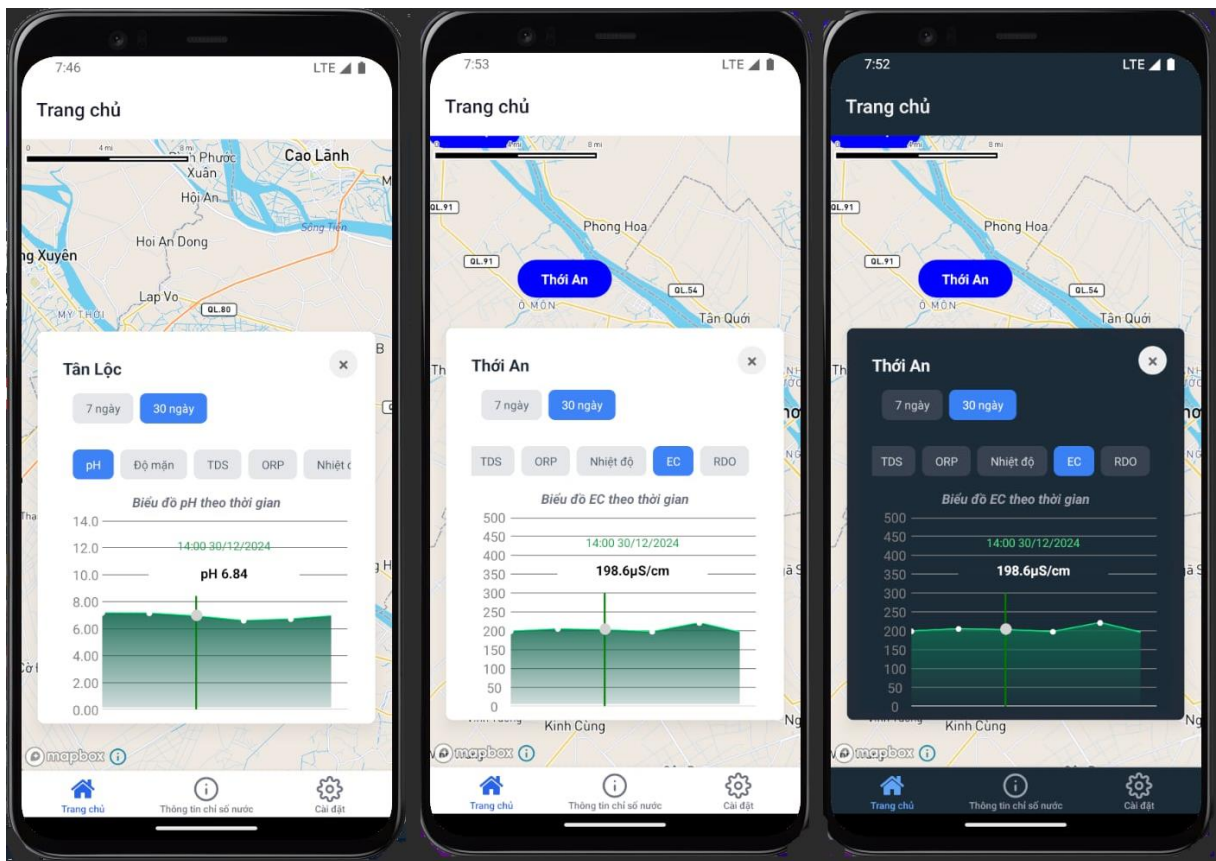 7:46
LTE
Trang chủ
0 4 mi 8 mi
Xuân
Cao Lãnh
Hội An
Sông Tiền
Hoi An Dong
ng Xuyên
Lap Vo
QL.80
MỸ THỚI
B
Tân Lộc
×
7 ngày
30 ngày
pH
Độ mặn
TDS
ORP
Nhiệt
Biểu đồ pH theo thời gian
14.0
14:00 30/12/2024
12.0
pH 6.84
10.0
8.00
6.00
4.00
2.00
0.00
mapbox
Trang chủ
Thông tin chỉ số nước
Cài đặt
7:53
LTE
Trang chủ
8 mi
QL.91
Phong Hoa
QL.91
Thới An
QL.54
Ô MÔN
Tân Quới
Th
Thới An
×
7 ngày
30 ngày
TDS
ORP
Nhiệt độ
EC
RDO
Biểu đồ EC theo thời gian
500
450
14:00 30/12/2024
400
350
198.6µS/cm
300
250
200
150
100
50
0
Kinh Cùng
Ng
mapbox
Trang chủ
Thông tin chỉ số nước
Cài đặt
7:52
LTE
Trang chủ
8 mi
QL.91
Phong Hoa
QL.91
Thới An
QL.54
Ô MÔN
Tân Quới
Th
Thới An
×
7 ngày
30 ngày
TDS
ORP
Nhiệt độ
EC
RDO
Biểu đồ EC theo thời gian
500
450
14:00 30/12/2024
400
350
198.6µS/cm
300
250
200
150
100
50
0
Kinh Cùng
Ng
mapbox
Trang chủ
Thông tin chỉ số nước
Cài đặt